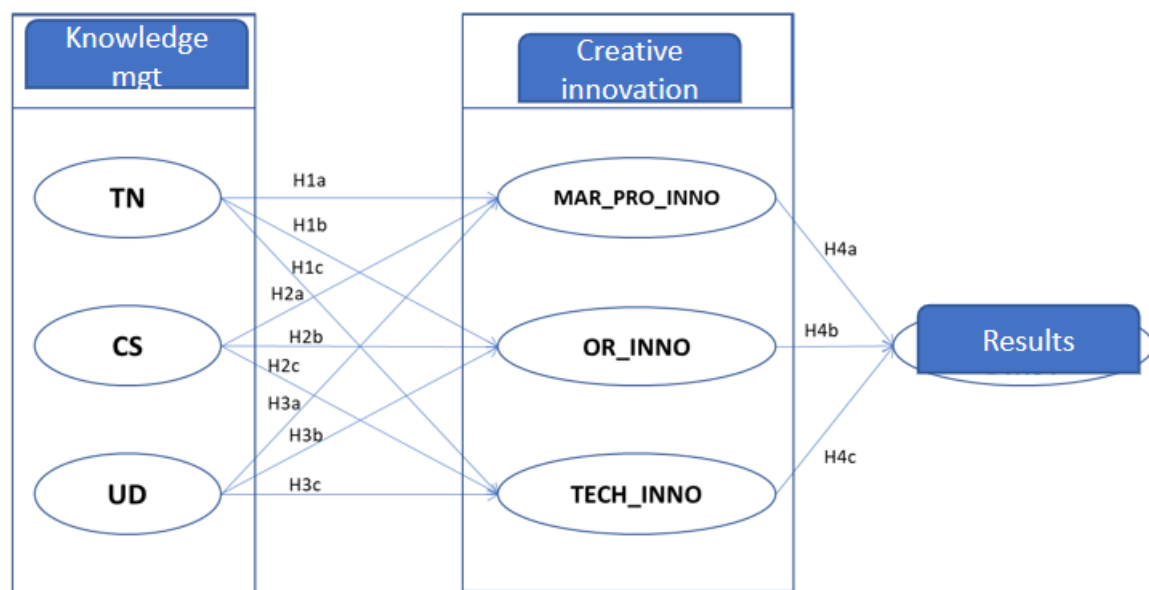 Knowledge
mgt
Creative
innovation
TN
H1a
MAR_PRO_INNO
H1b
H4a
H1c
H2a
CS
H2b
OR_INNO
H4b
Results
H2c
H3a
H3b
H4c
UD
H3c
TECH_INNO